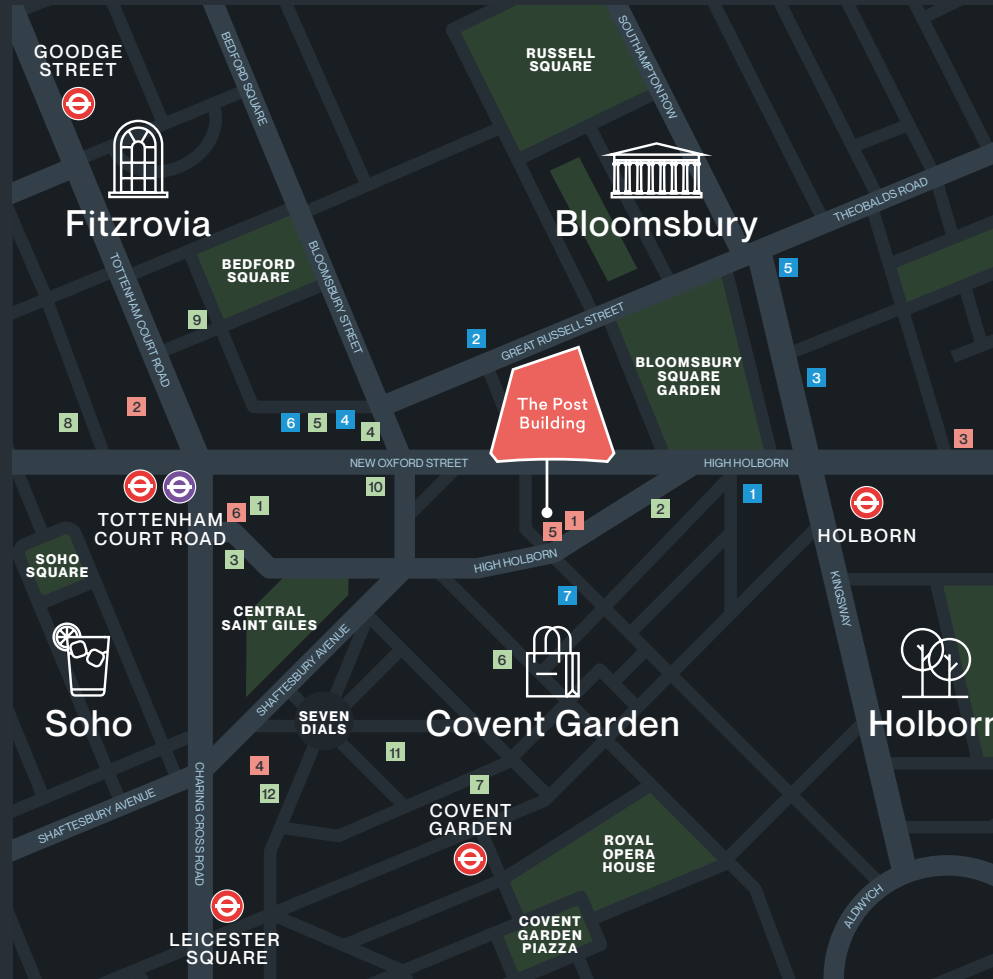 GOODGE
STREET
BEDFORD SQUARE
RUSSELL
SQUARE
SOUTHAMPTON ROW
Fitzrovia
Bloomsbury
THEOBALDS ROAD
TOTTENHAM COURT ROAD
BEDFORD
SQUARE
BLOOMSBURY STREET
5
9
2
GREAT RUSSELL STREET
BLOOMSBURY
SQUARE
GARDEN
3
The Post
Building
2
8
6
5
4
4
3
NEW OXFORD STREET
HIGH HOLBORN
10
1
TOTTENHAM
COURT ROAD
6
1
2
5
1
HOLBORN
3
HIGH HOLBORN
SOHO
SQUARE
7
KINGSWAY
CENTRAL
SAINT GILES
SHAFTESBURY AVENUE
6
Soho
SEVEN
DIALS
Covent Garden
Holborn
11
4
12
7
SHAFTESBURY AVENUE
CHARING CROSS ROAD
COVENT
GARDEN
ROYAL
OPERA
HOUSE
ALDWYCH
LEICESTER
SQUARE
COVENT
GARDEN
PIAZZA